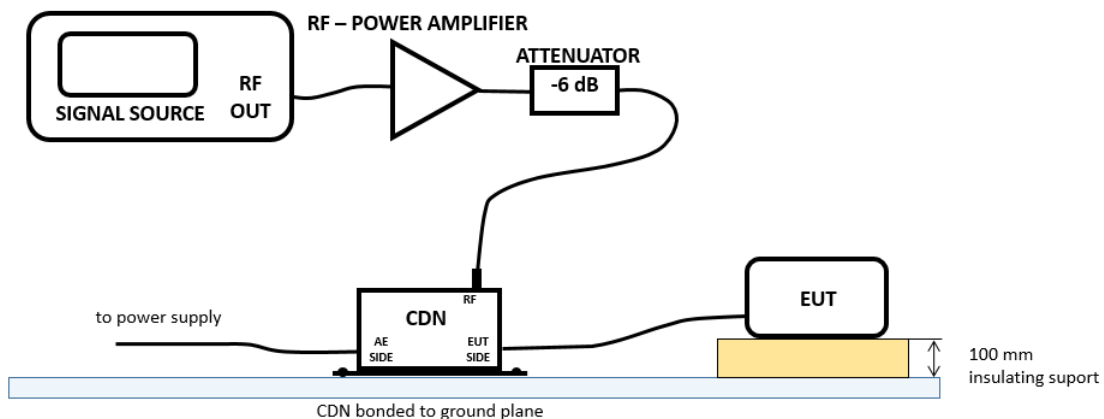 RF – POWER AMPLIFIER
ATTENUATOR
-6 dB
RF
OUT
SIGNAL SOURCE
RF
CDN
AE
SIDE
EUT
SIDE
EUT
to power supply
100 mm
insulating suport
CDN bonded to ground plane